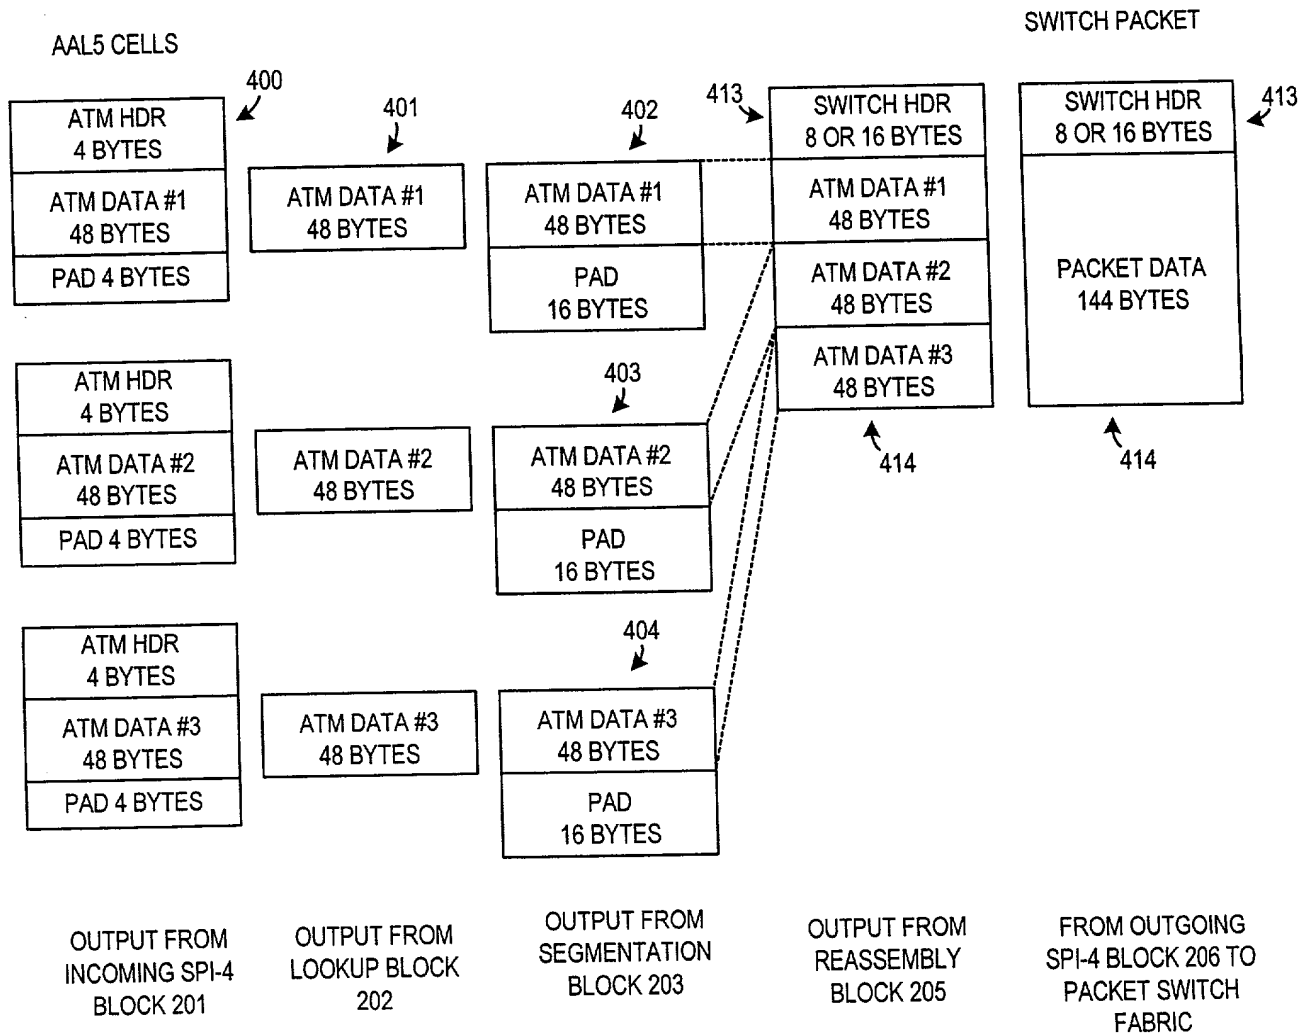 AAL5 CELLS
SWITCH PACKET
400
401
402
413
413
ATM HDR
4 BYTES
ATM DATA #1
48 BYTES
PAD 4 BYTES
ATM DATA #1
48 BYTES
ATM DATA #1
48 BYTES
PAD
16 BYTES
SWITCH HDR
8 OR 16 BYTES
ATM DATA #1
48 BYTES
ATM DATA #2
48 BYTES
ATM DATA #3
48 BYTES
414
SWITCH HDR
8 OR 16 BYTES
PACKET DATA
144 BYTES
414
ATM HDR
4 BYTES
ATM DATA #2
48 BYTES
PAD 4 BYTES
ATM DATA #2
48 BYTES
403
ATM DATA #2
48 BYTES
PAD
16 BYTES
ATM HDR
4 BYTES
ATM DATA #3
48 BYTES
PAD 4 BYTES
ATM DATA #3
48 BYTES
404
ATM DATA #3
48 BYTES
PAD
16 BYTES
OUTPUT FROM
INCOMING SPI-4
BLOCK 201
OUTPUT FROM
LOOKUP BLOCK
202
OUTPUT FROM
SEGMENTATION
BLOCK 203
OUTPUT FROM
REASSEMBLY
BLOCK 205
FROM OUTGOING
SPI-4 BLOCK 206 TO
PACKET SWITCH
FABRIC